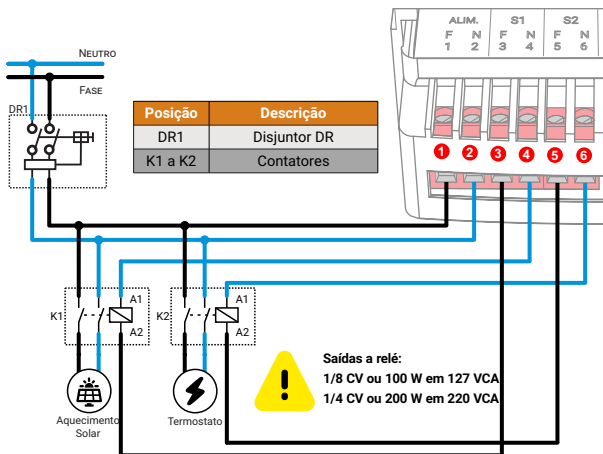 ALIM. S1 S2
F N F N F N
1 2 3 4 5 6
NEUTRO
FASE
DR1
Posição Descrição
DR1 Disjuntor DR
K1 a K2 Contatores
1 2 3 4 5 6
K1 A1 A2
K2 A1 A2
Aquecimento
Solar
Termostato
Saídas a relé:
1/8 CV ou 100 W em 127 VCA
1/4 CV ou 200 W em 220 VCA